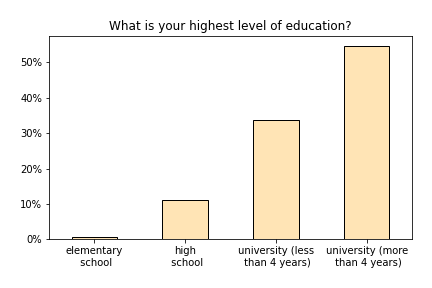 What is your highest level of education?
50%
40%
30%
20%
10%
0%
elementary
school
high
school
university (less
than 4 years)
university (more
than 4 years)